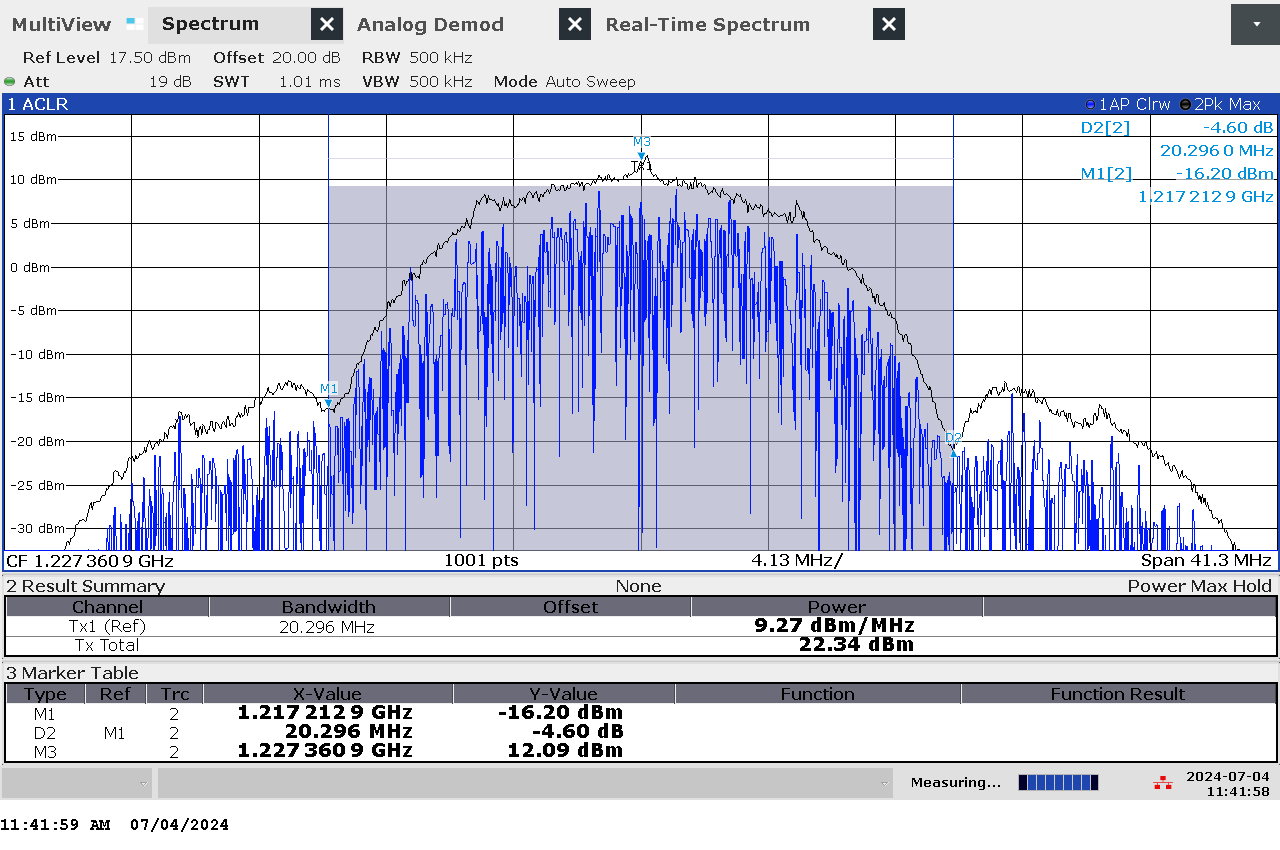 MultiView Spectrum Analog Demod Real-Time Spectrum
Ref Level 17.50 dBm Offset 20.00 dB RBW 500 kHz
Att 19 dB SWT 1.01 ms VBW 500 kHz Mode Auto Sweep
1 ACLR 1AP Clrw 2Pk Max
D2[2] -4.60 dB
20.296 0 MHz
M1[2] -16.20 dBm
1.217 212 9 GHz
M3
15 dBm
10 dBm
5 dBm
0 dBm
-5 dBm
-10 dBm
M1
-15 dBm
D2
-20 dBm
-25 dBm
-30 dBm
CF 1.227 360 9 GHz 1001 pts 4.13 MHz/ Span 41.3 MHz
2 Result Summary None Power Max Hold
Channel Bandwidth Offset Power
Tx1 (Ref) 20.296 MHz 9.27 dBm/MHz
Tx Total 22.34 dBm
3 Marker Table
Type Ref Trc X-Value Y-Value Function Function Result
M1 2 1.217 212 9 GHz -16.20 dBm
D2 M1 2 20.296 MHz -4.60 dB
M3 2 1.227 360 9 GHz 12.09 dBm
Measuring... 2024-07-04
11:41:58
11:41:59 AM 07/04/2024